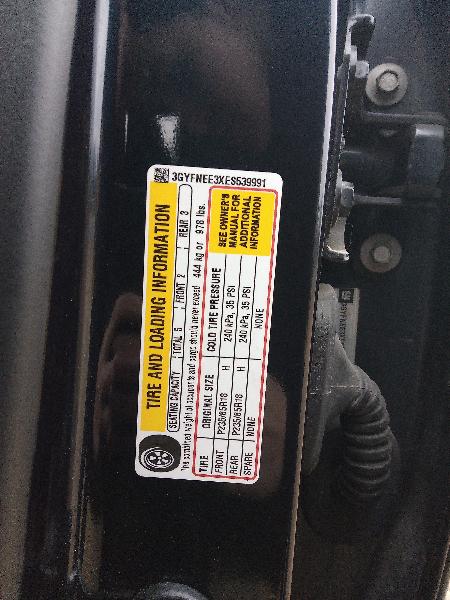 3GYFNEE3XES539991
TIRE AND LOADING INFORMATION
SEATING CAPACITY TOTAL 5 FRONT 2 REAR 3
The combined weight of occupants and cargo should never exceed 444 kg or 978 lbs.
TIRE ORIGINAL SIZE COLD TIRE PRESSURE
FRONT P235/65R18 H 240 kPa, 35 PSI
REAR P235/65R18 H 240 kPa, 35 PSI
SPARE NONE NONE
SEE OWNER'S
MANUAL FOR
ADDITIONAL
INFORMATION